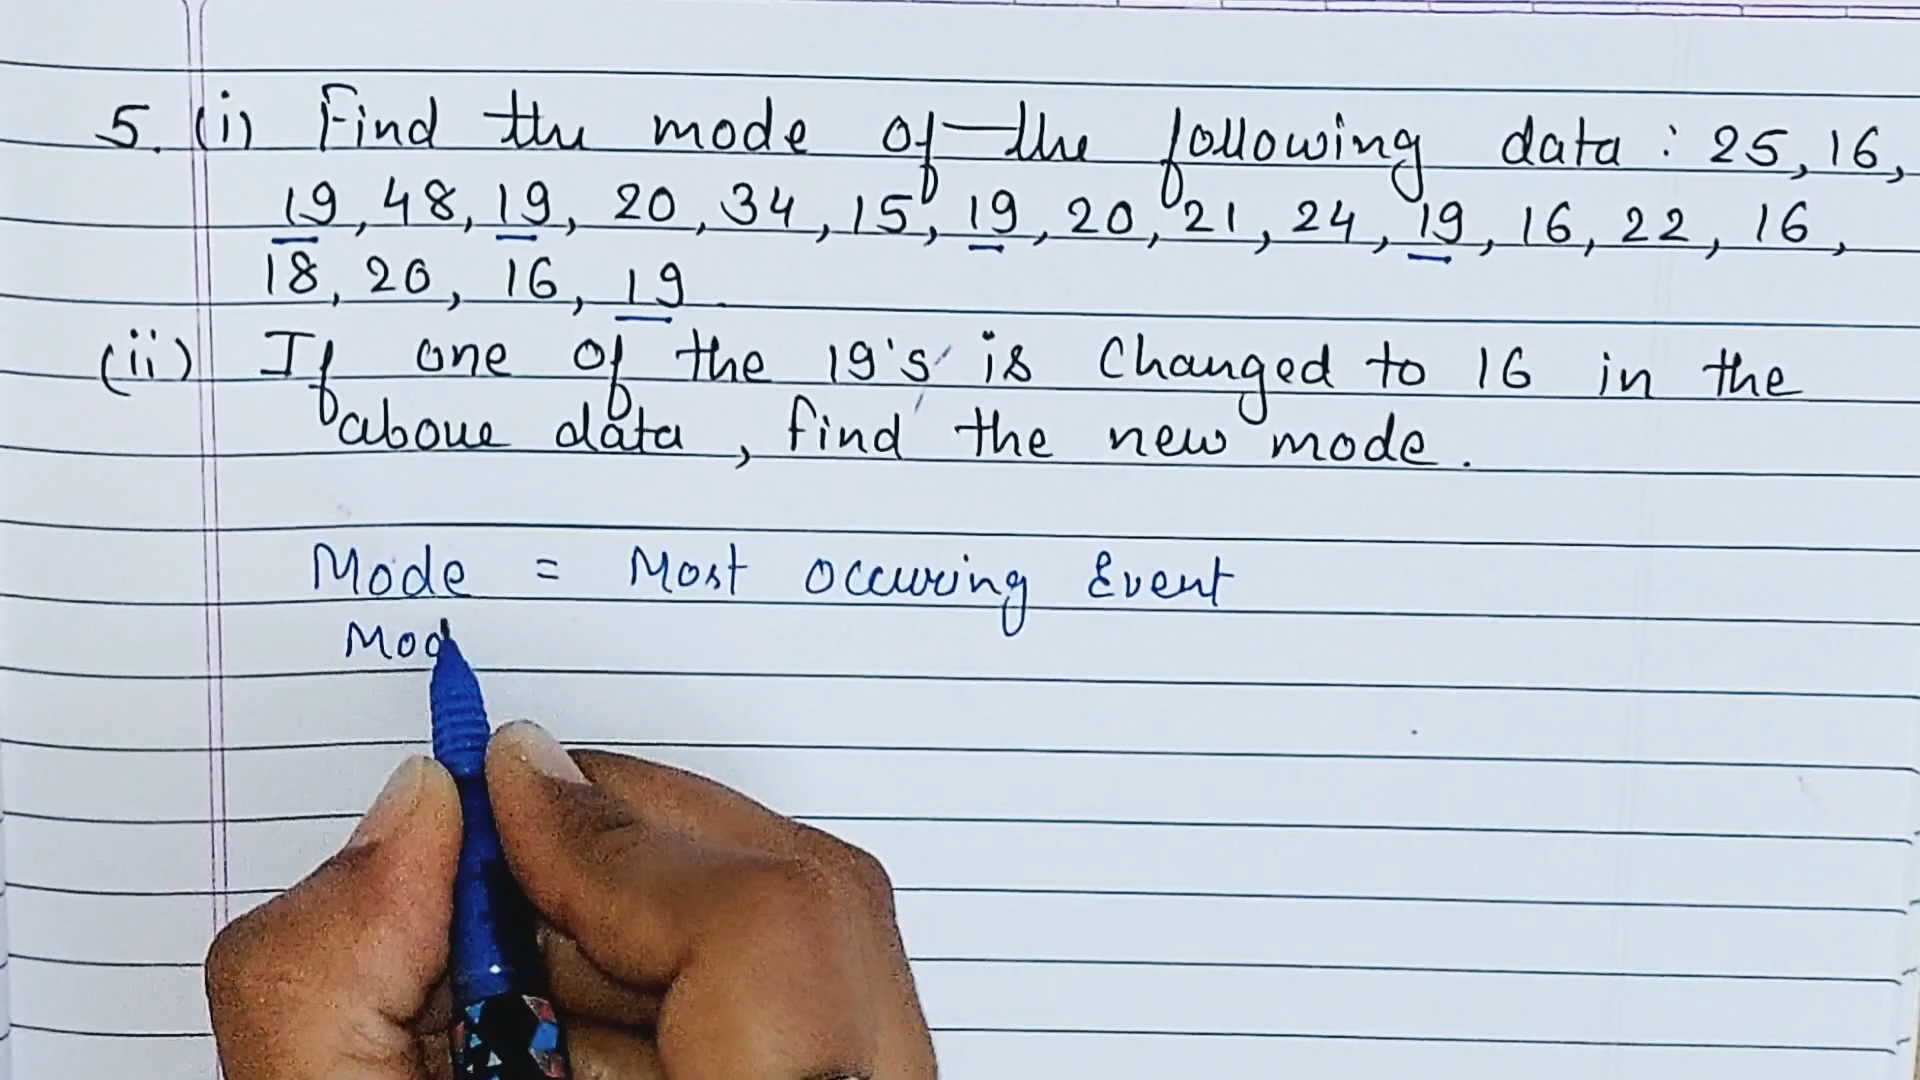 5. (i) Find the mode of the following data : 25, 16,
19, 48, 19, 20, 34, 15, 19, 20, 21, 24, 19, 16, 22, 16,
18, 20, 16, 19
(ii) If one of the 19's is Changed to 16 in the
above data, find the new mode.
Mode = Most occuring Event
Mod